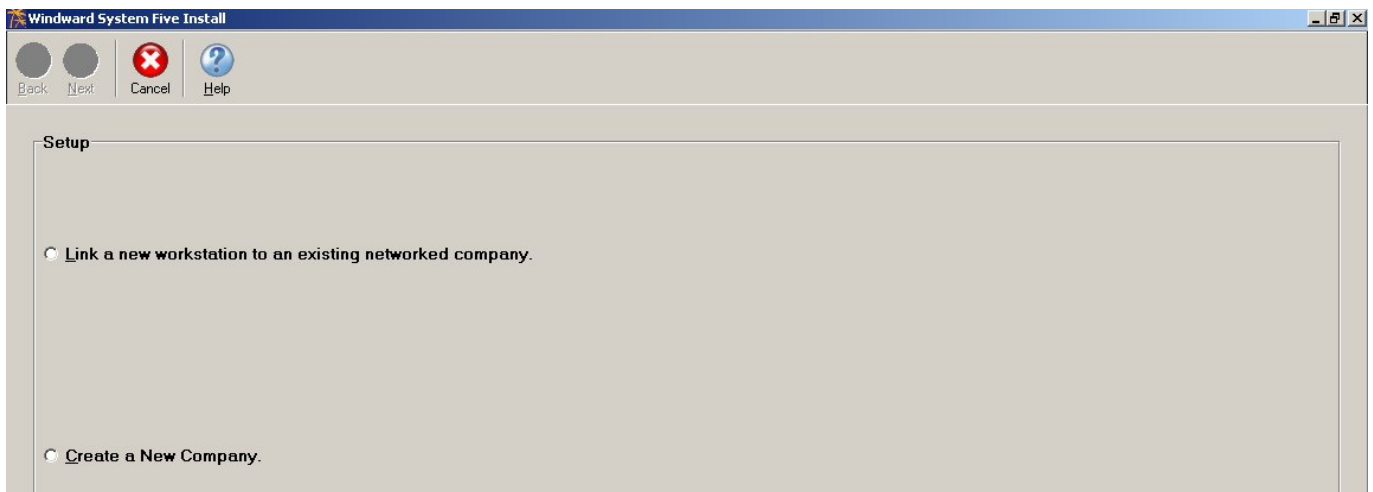 Windward System Five Install
Back Next Cancel Help
Setup
Link a new workstation to an existing networked company.
Create a New Company.